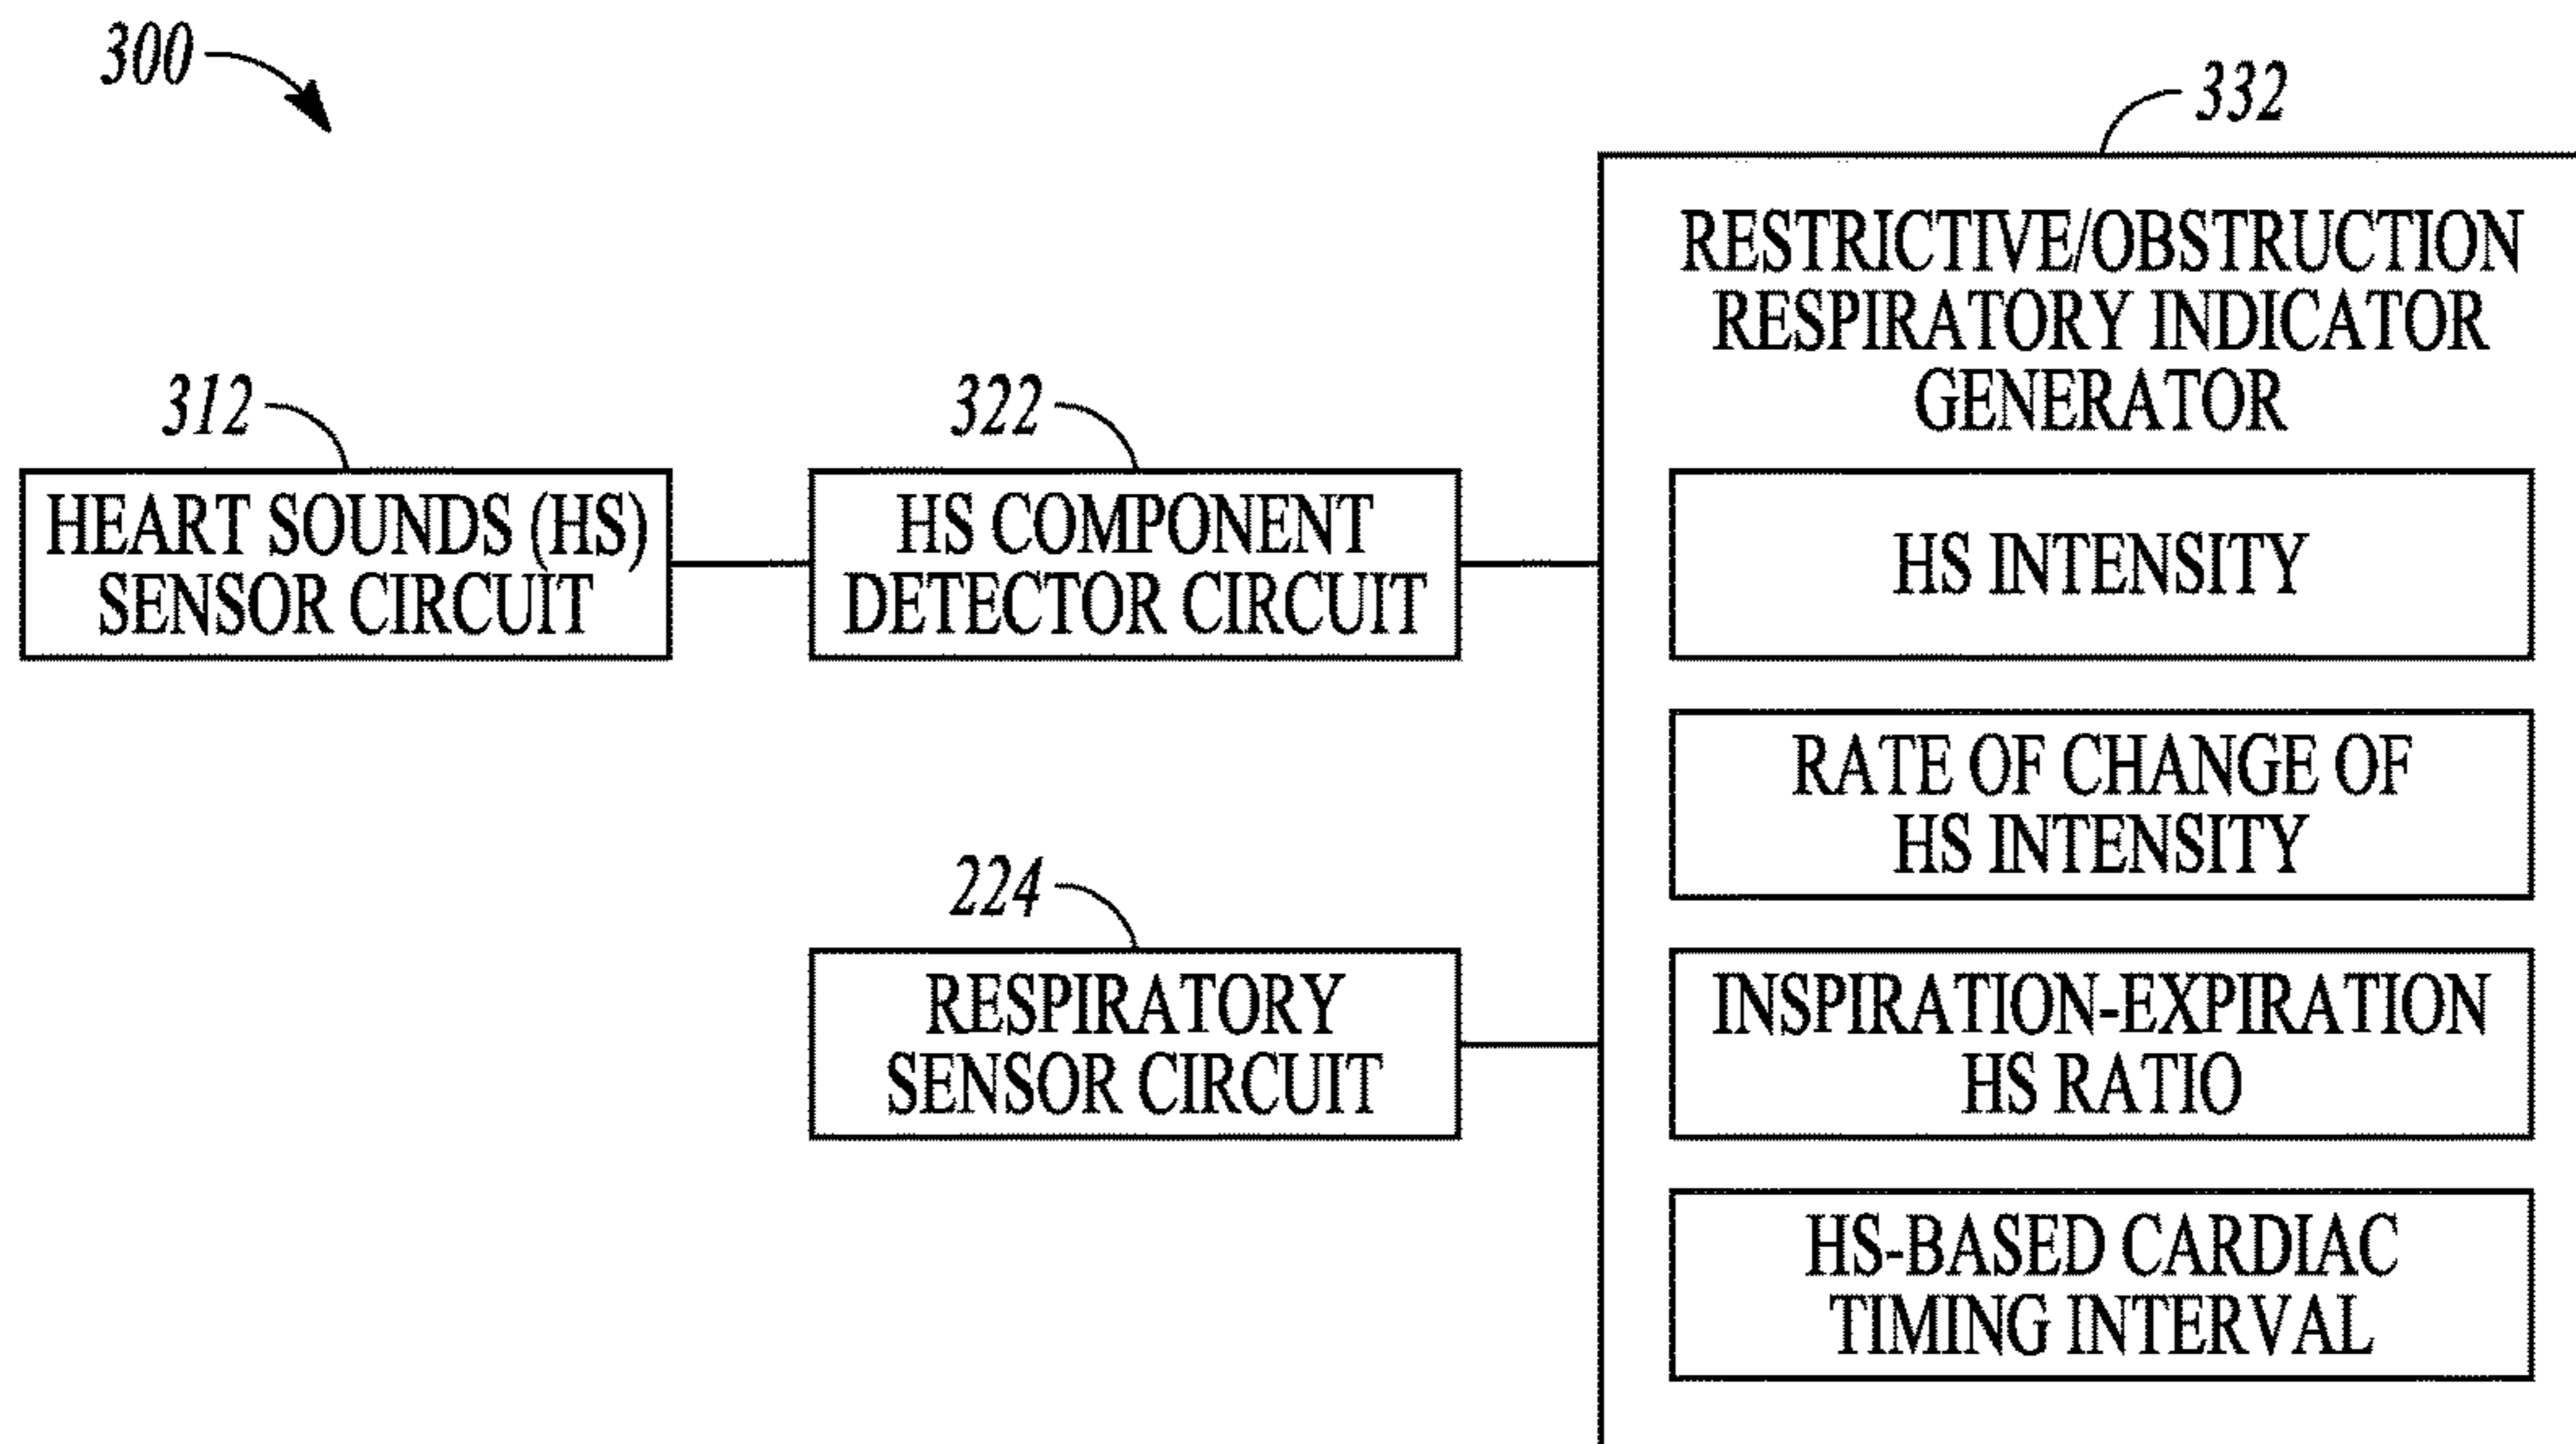 300
332
RESTRICTIVE/OBSTRUCTION
RESPIRATORY INDICATOR
GENERATOR
312
HEART SOUNDS (HS)
SENSOR CIRCUIT
322
HS COMPONENT
DETECTOR CIRCUIT
HS INTENSITY
RATE OF CHANGE OF
HS INTENSITY
224
RESPIRATORY
SENSOR CIRCUIT
INSPIRATION-EXPIRATION
HS RATIO
HS-BASED CARDIAC
TIMING INTERVAL